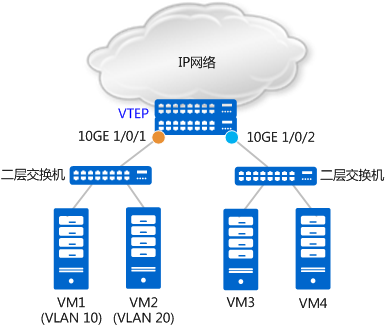 IP网络
VTEP
10GE 1/0/1
10GE 1/0/2
二层交换机
二层交换机
VM1
(VLAN 10)
VM2
(VLAN 20)
VM3
VM4